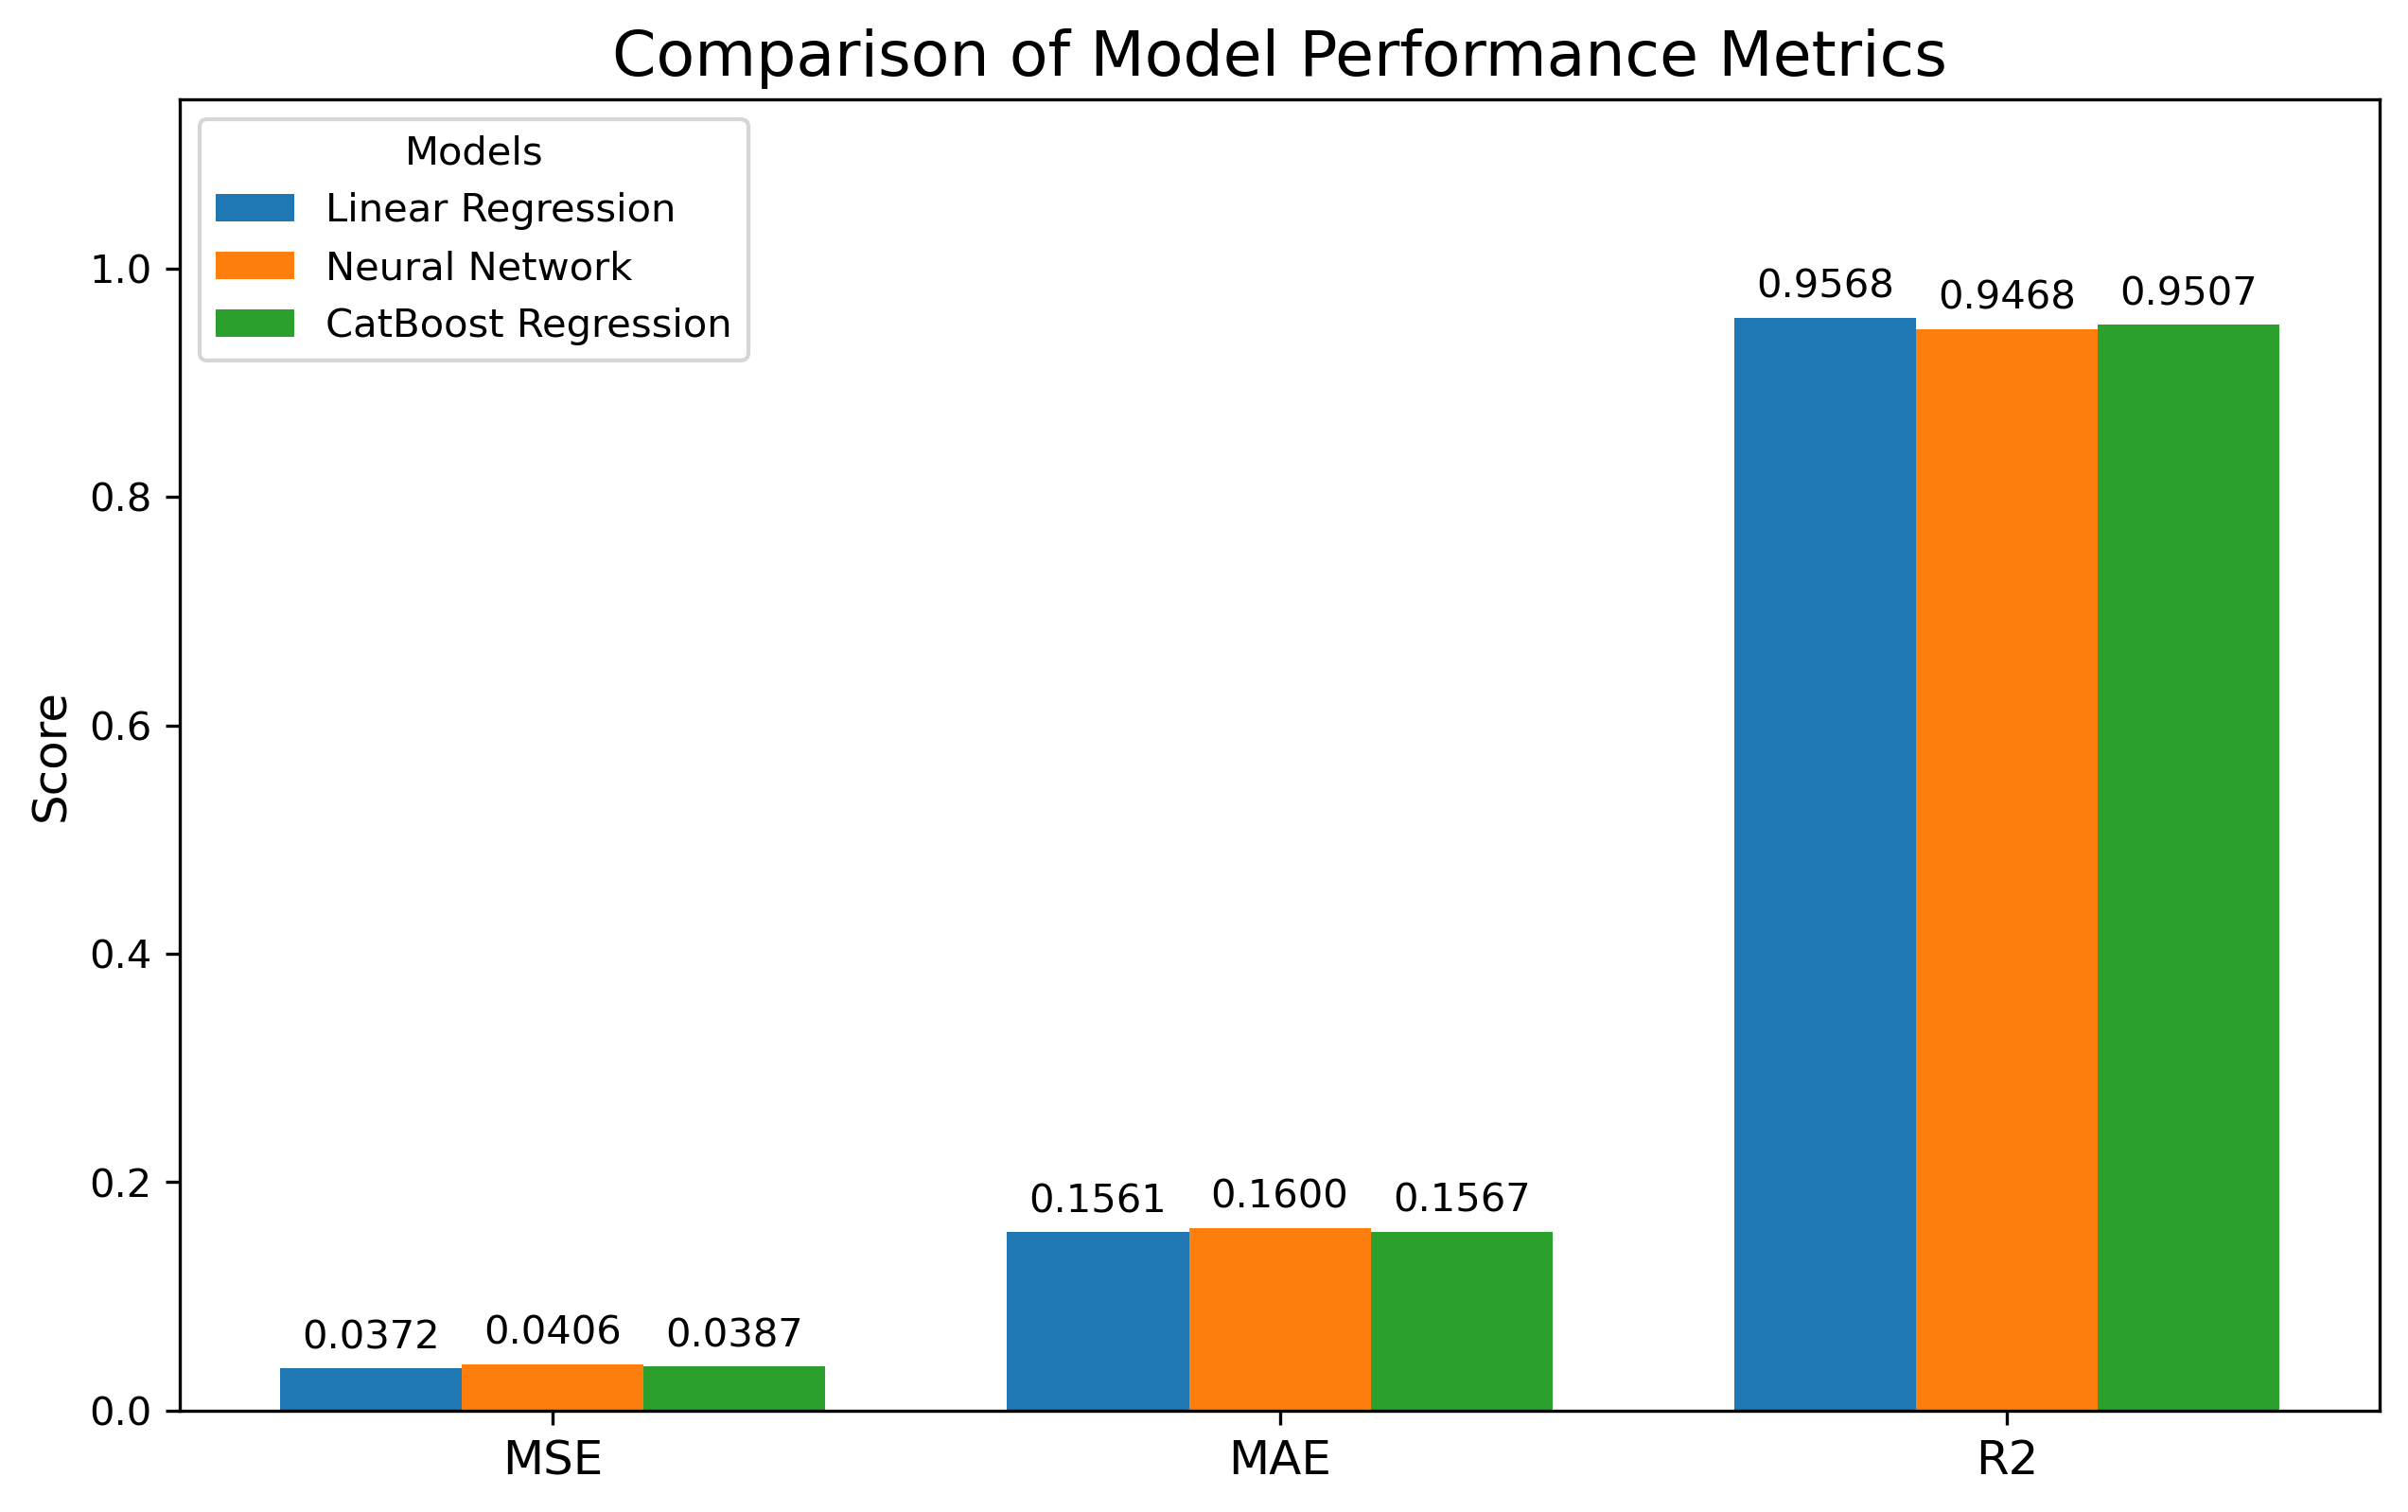 Comparison of Model Performance Metrics
Models
Linear Regression
Neural Network
CatBoost Regression
Score
1.0
0.8
0.6
0.4
0.2
0.0
0.0372
0.0406
0.0387
0.1561
0.1600
0.1567
0.9568
0.9468
0.9507
MSE
MAE
R2